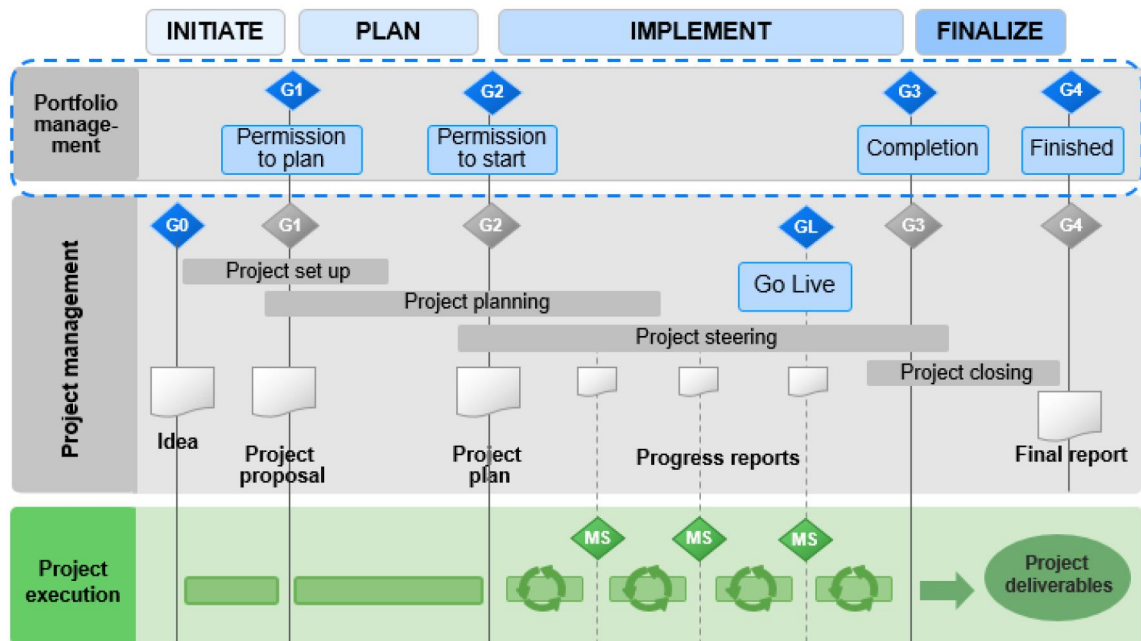 INITIATE
PLAN
IMPLEMENT
FINALIZE
Portfolio
manage-
ment
G1
G2
G3
G4
Permission
to plan
Permission
to start
Completion
Finished
Project management
G0
G1
G2
GL
G3
G4
Project set up
Go Live
Project planning
Project steering
Project closing
Idea
Project
proposal
Project
plan
Progress reports
Final report
Project
execution
MS
MS
MS
Project
deliverables